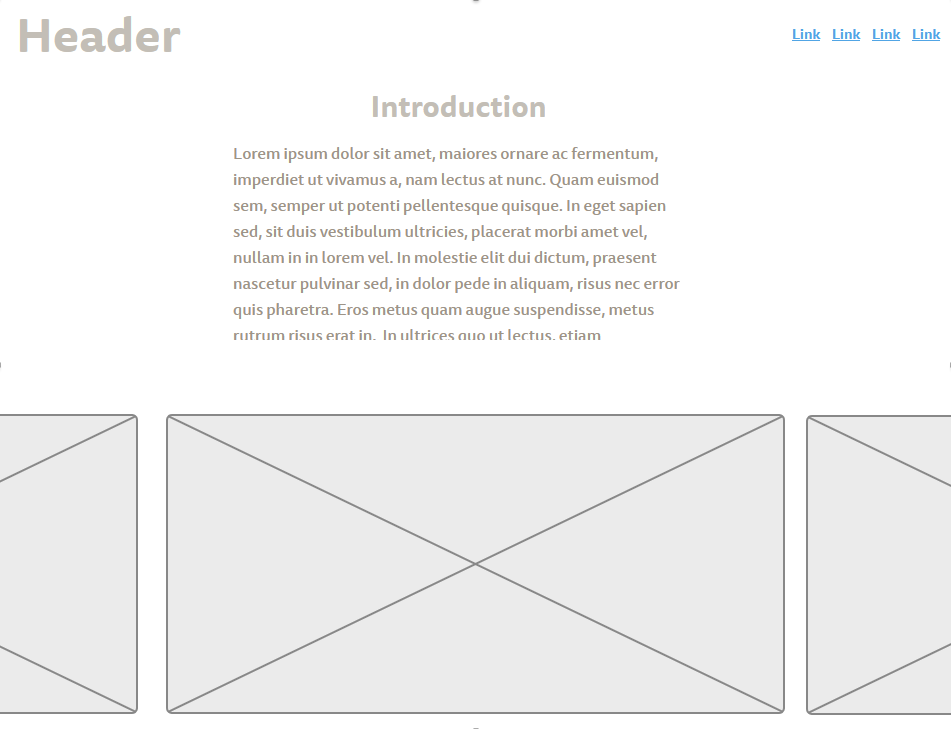 Header
Link Link Link Link
Introduction
Lorem ipsum dolor sit amet, maiores ornare ac fermentum,
imperdiet ut vivamus a, nam lectus at nunc. Quam euismod
sem, semper ut potenti pellentesque quisque. In eget sapien
sed, sit duis vestibulum ultricies, placerat morbi amet vel,
nullam in in lorem vel. In molestie elit dui dictum, praesent
nascetur pulvinar sed, in dolor pede in aliquam, risus nec error
quis pharetra. Eros metus quam augue suspendisse, metus
rutrum risus erat in. In ultrices quo ut lectus, etiam